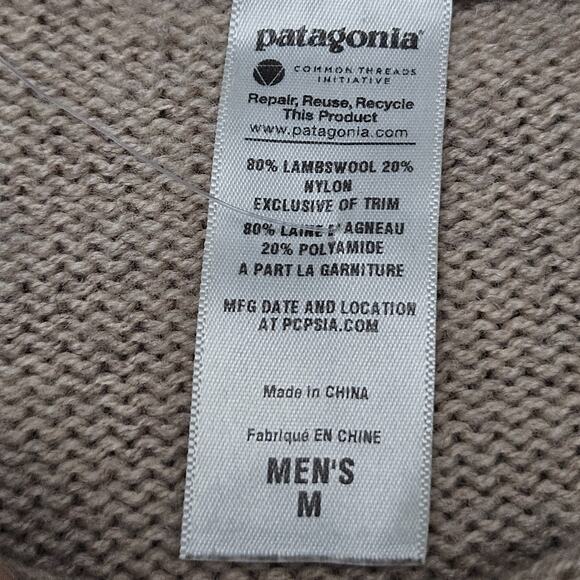 patagonia®
COMMON THREADS
INITIATIVE
Repair, Reuse, Recycle
This Product
www.patagonia.com
80% LAMBSWOOL 20%
NYLON
EXCLUSIVE OF TRIM
80% LAINE D'AGNEAU
20% POLYAMIDE
A PART LA GARNITURE
MFG DATE AND LOCATION
AT PCPSIA.COM
Made in CHINA
Fabriqué EN CHINE
MEN'S
M